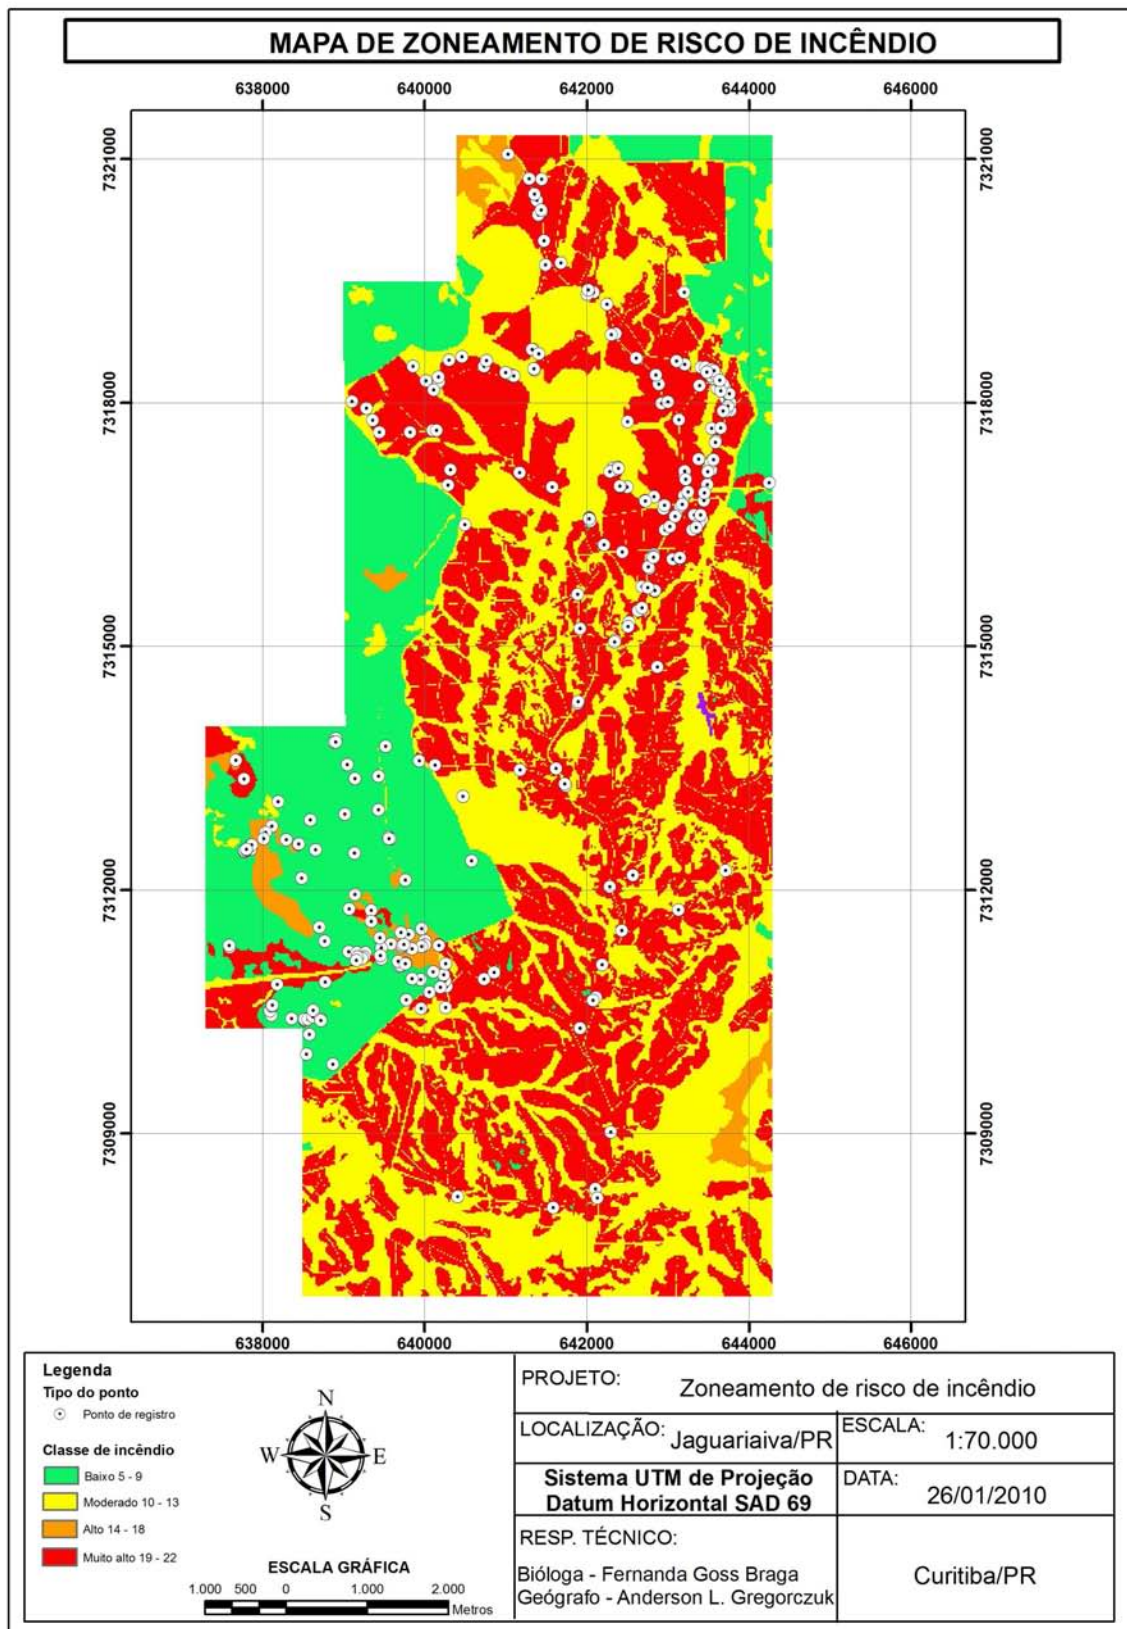 MAPA DE ZONEAMENTO DE RISCO DE INCÊNDIO
638000 640000 642000 644000 646000
7321000 7321000
7318000 7318000
7315000 7315000
7312000 7312000
7309000 7309000
638000 640000 642000 644000 646000
Legenda
Tipo do ponto
Ponto de registro
Classe de incêndio
Baixo 5 - 9
Moderado 10 - 13
Alto 14 - 18
Muito alto 19 - 22
N
W E
S
ESCALA GRÁFICA
1.000 500 0 1.000 2.000
Metros
PROJETO: Zoneamento de risco de incêndio
LOCALIZAÇÃO: Jaguariaiva/PR
ESCALA: 1:70.000
Sistema UTM de Projeção
Datum Horizontal SAD 69
DATA: 26/01/2010
RESP. TÉCNICO:
Bióloga - Fernanda Goss Braga
Geógrafo - Anderson L. Gregorczuk
Curitiba/PR